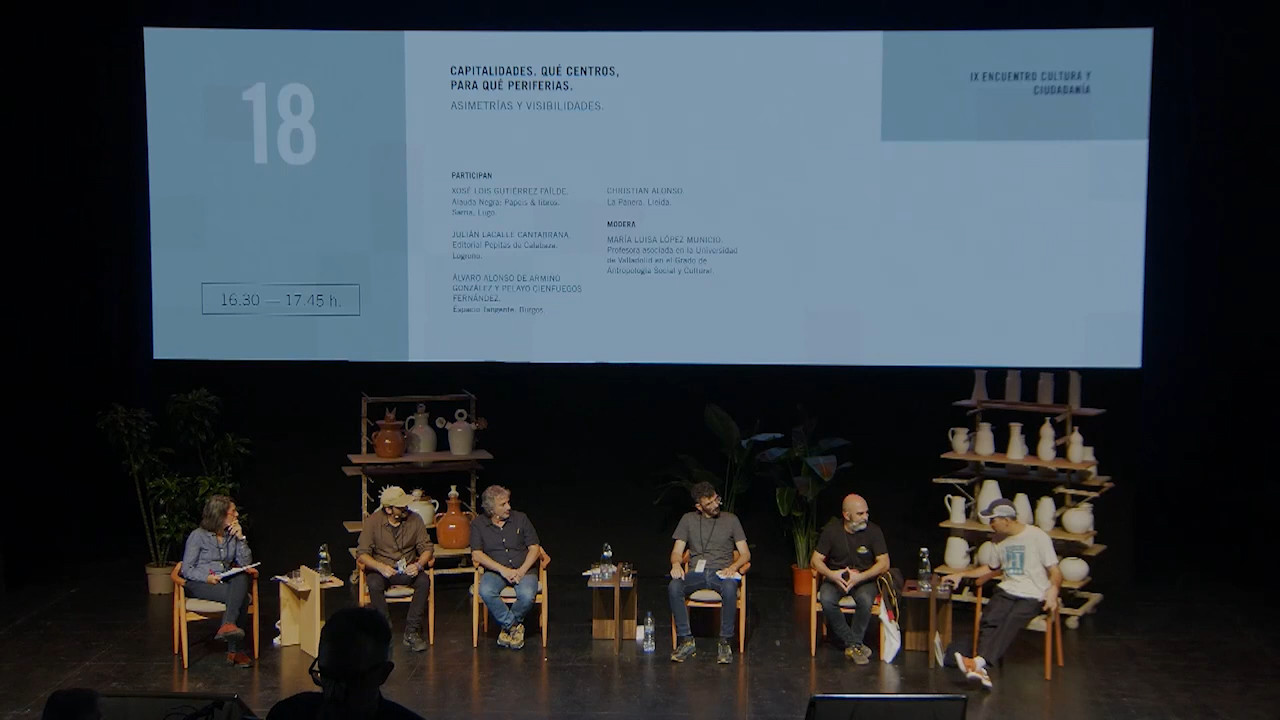 18
16.30 — 17.45 h.
CAPITALIDADES. QUÉ CENTROS,
PARA QUÉ PERIFERIAS.
ASIMETRÍAS Y VISIBILIDADES.
PARTICIPAN
XOSÉ LOIS GUTIÉRREZ FAÍLDE.
Alauda Negra: Papeis & libros.
Sarria, Lugo.
JULIÁN LACALLE CANTABRANA.
Editorial Pepitas de Calabaza.
Logroño.
ÁLVARO ALONSO DE ARMIÑO
GONZÁLEZ Y PELAYO CIENFUEGOS
FERNÁNDEZ.
Espacio Tangente. Burgos.
CHRISTIAN ALONSO.
La Panera. Lleida.
MODERA
MARÍA LUISA LÓPEZ MUNICIO.
Profesora asociada en la Universidad
de Valladolid en el Grado de
Antropología Social y Cultural.
IX ENCUENTRO CULTURA Y
CIUDADANÍA